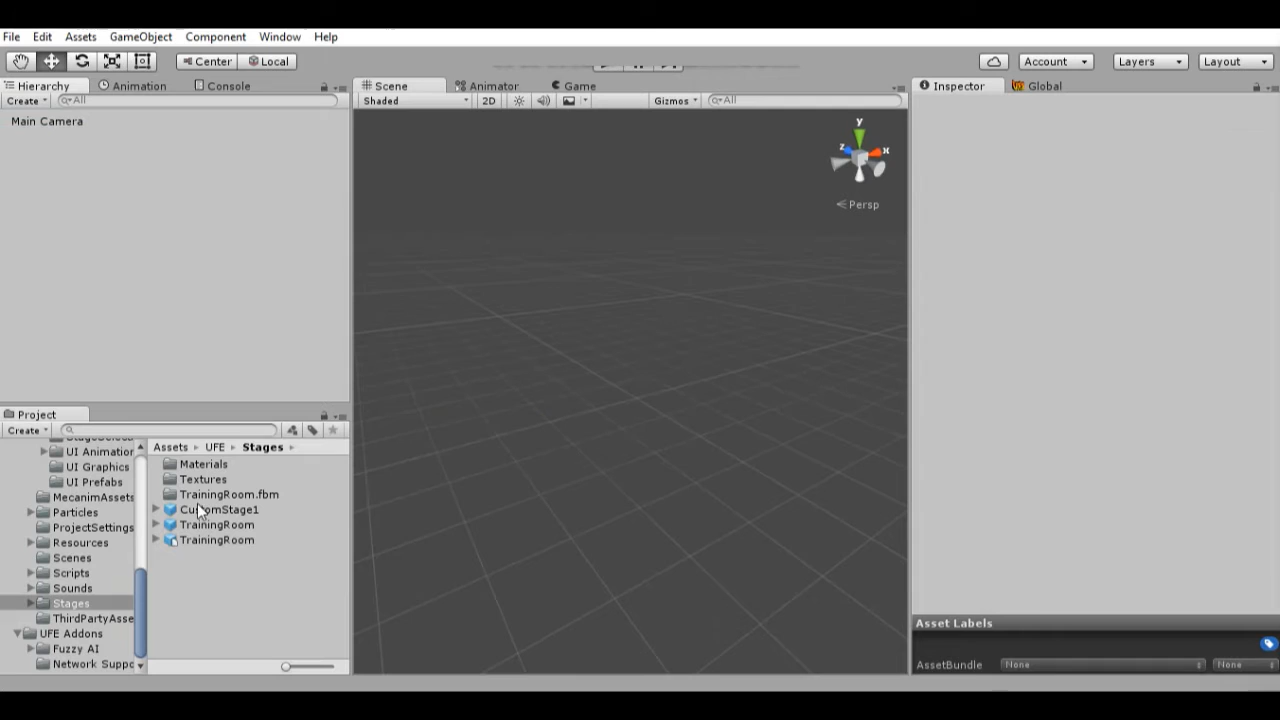 File Edit Assets GameObject Component Window Help
Center Local Account Layers Layout
Hierarchy Animation Console Scene Animator Game Inspector Global
Create All Shaded 2D Gizmos All
Main Camera
y
z x
Persp
Project
Create
Assets UFE Stages
UI Animation
UI Graphics
UI Prefabs
MecanimAssets
Particles
ProjectSettings
Resources
Scenes
Scripts
Sounds
Stages
ThirdPartyAsse
UFE Addons
Fuzzy AI
Network Suppo
Materials
Textures
TrainingRoom.fbm
CustomStage1
TrainingRoom
TrainingRoom
Asset Labels
AssetBundle None None